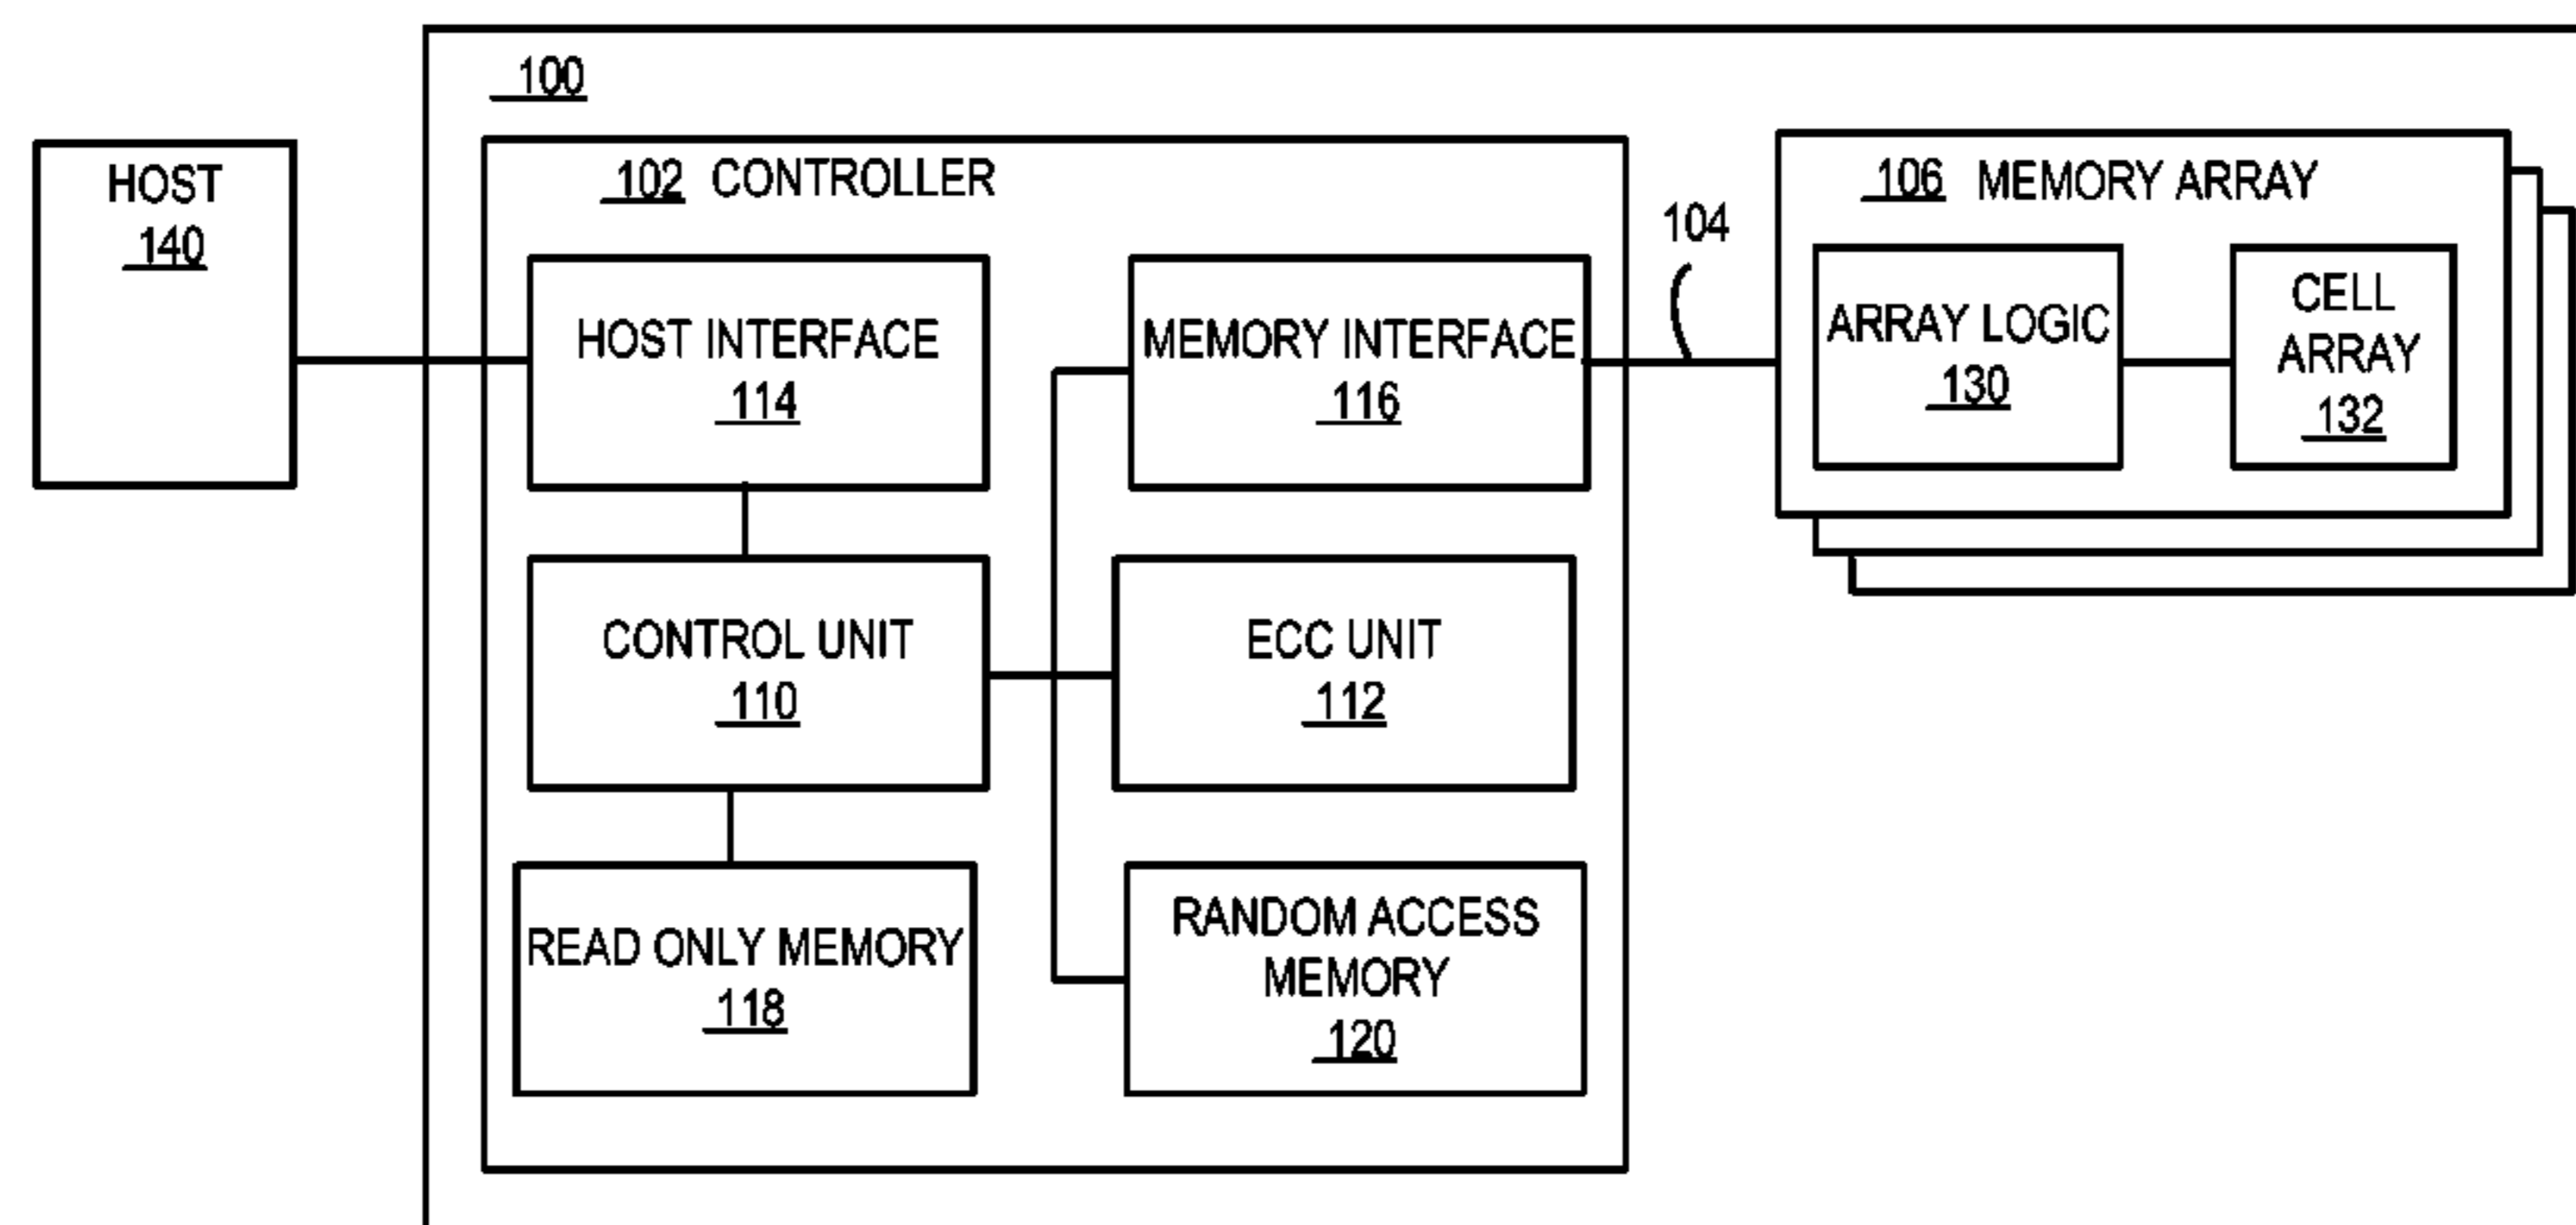 100
HOST
140
102 CONTROLLER
HOST INTERFACE
114
MEMORY INTERFACE
116
104
106 MEMORY ARRAY
ARRAY LOGIC
130
CELL
ARRAY
132
CONTROL UNIT
110
ECC UNIT
112
READ ONLY MEMORY
118
RANDOM ACCESS
MEMORY
120